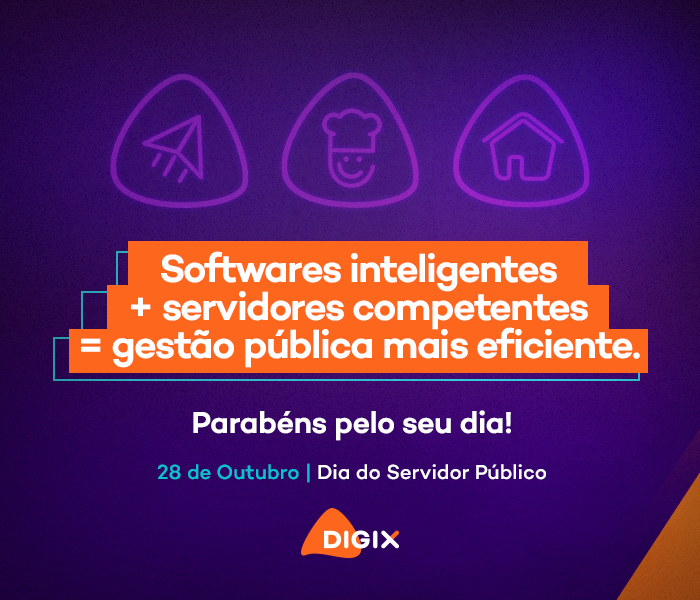 Softwares inteligentes
+ servidores competentes
= gestão pública mais eficiente.
Parabéns pelo seu dia!
28 de Outubro | Dia do Servidor Público
DIGIX